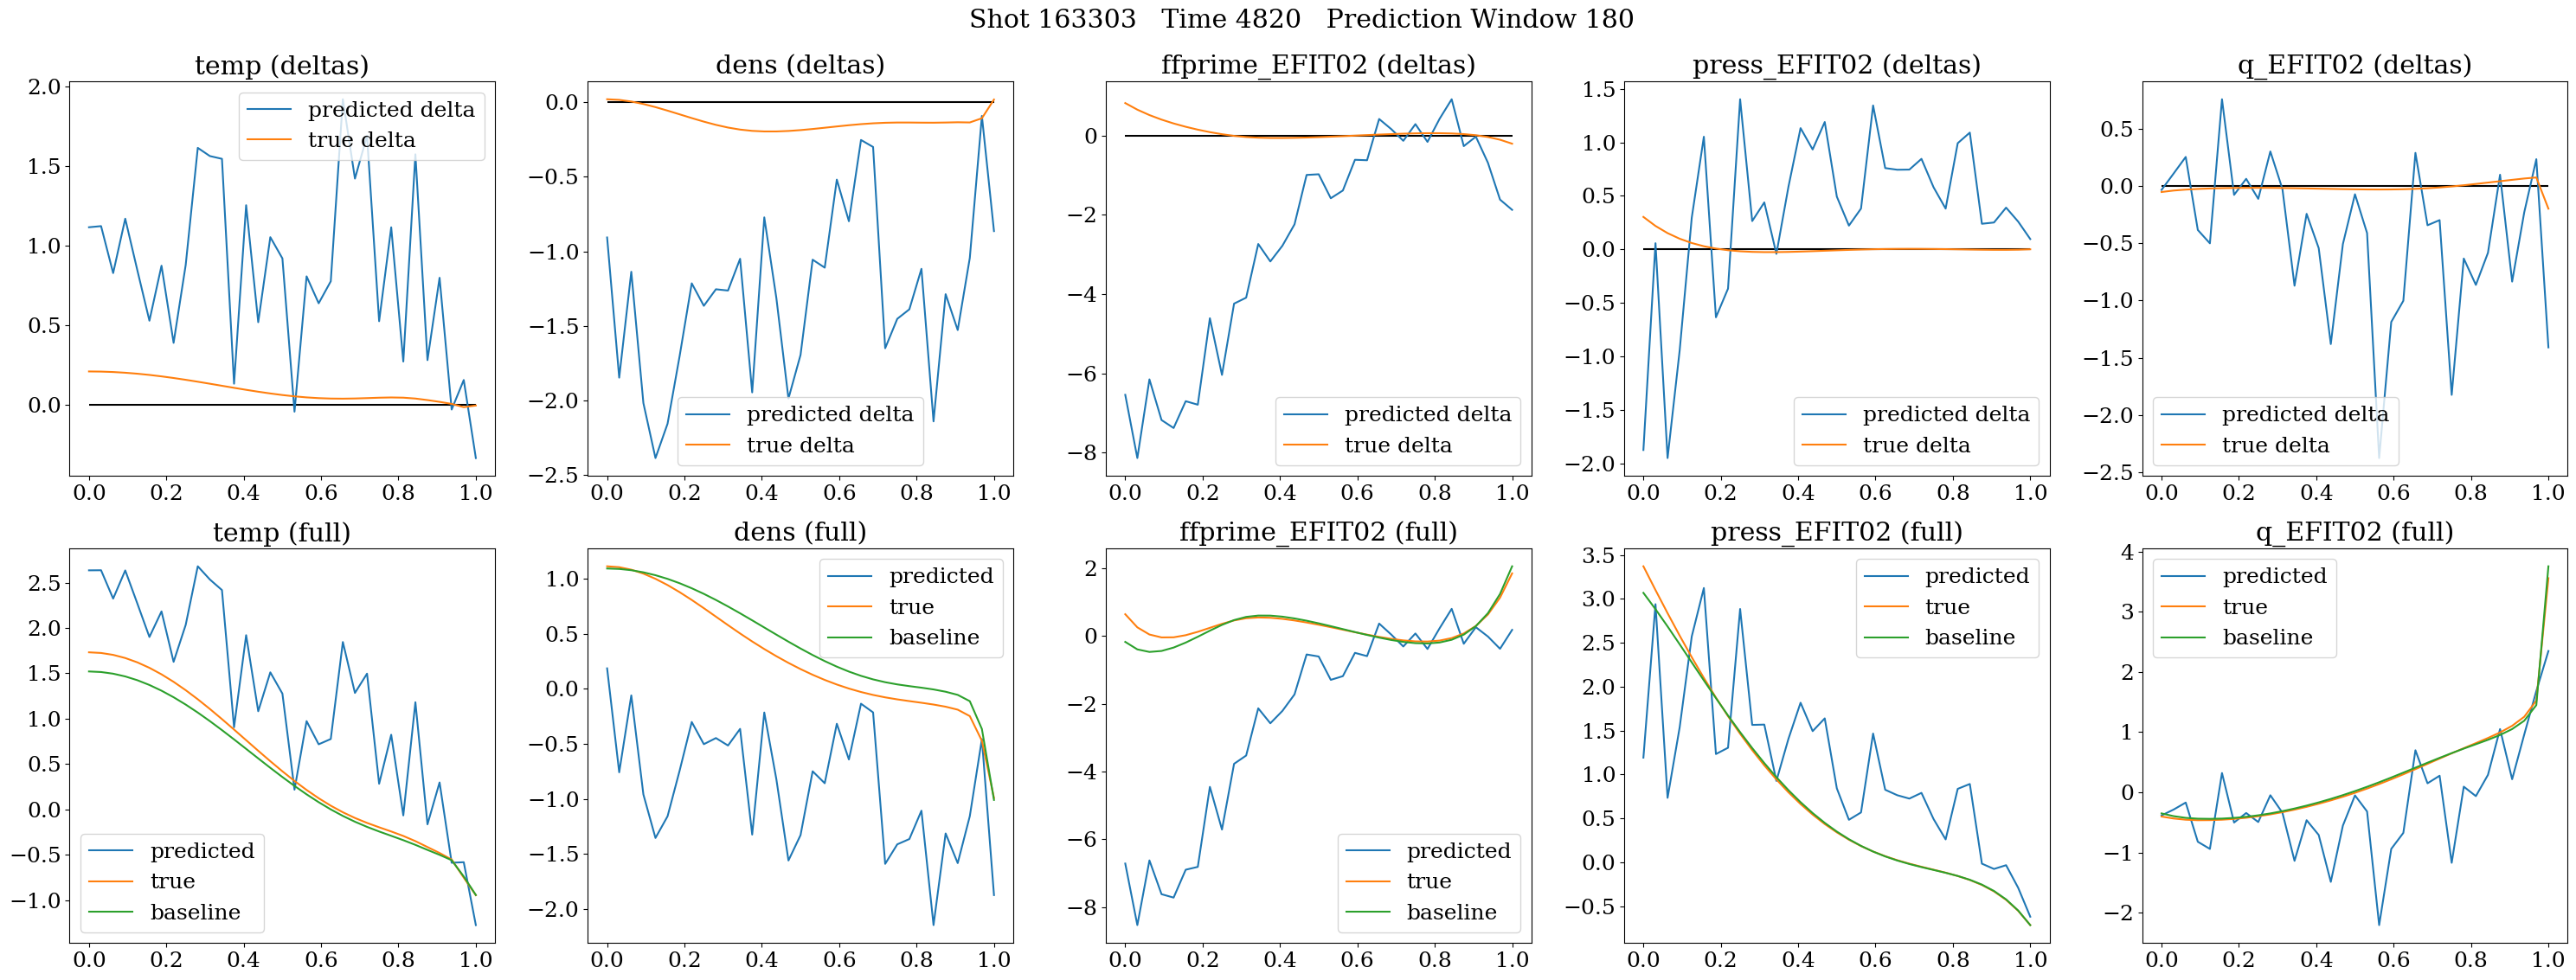 Shot 163303   Time 4820   Prediction Window 180
temp (deltas)
2.0
1.5
1.0
0.5
0.0
0.0 0.2 0.4 0.6 0.8 1.0
predicted delta
true delta
dens (deltas)
0.0
−0.5
−1.0
−1.5
−2.0
−2.5
0.0 0.2 0.4 0.6 0.8 1.0
predicted delta
true delta
ffprime_EFIT02 (deltas)
0
−2
−4
−6
−8
0.0 0.2 0.4 0.6 0.8 1.0
predicted delta
true delta
press_EFIT02 (deltas)
1.5
1.0
0.5
0.0
−0.5
−1.0
−1.5
−2.0
0.0 0.2 0.4 0.6 0.8 1.0
predicted delta
true delta
q_EFIT02 (deltas)
0.5
0.0
−0.5
−1.0
−1.5
−2.0
−2.5
0.0 0.2 0.4 0.6 0.8 1.0
predicted delta
true delta
temp (full)
2.5
2.0
1.5
1.0
0.5
0.0
−0.5
−1.0
0.0 0.2 0.4 0.6 0.8 1.0
predicted
true
baseline
dens (full)
1.0
0.5
0.0
−0.5
−1.0
−1.5
−2.0
0.0 0.2 0.4 0.6 0.8 1.0
predicted
true
baseline
ffprime_EFIT02 (full)
2
0
−2
−4
−6
−8
0.0 0.2 0.4 0.6 0.8 1.0
predicted
true
baseline
press_EFIT02 (full)
3.5
3.0
2.5
2.0
1.5
1.0
0.5
0.0
−0.5
0.0 0.2 0.4 0.6 0.8 1.0
predicted
true
baseline
q_EFIT02 (full)
4
3
2
1
0
−1
−2
0.0 0.2 0.4 0.6 0.8 1.0
predicted
true
baseline